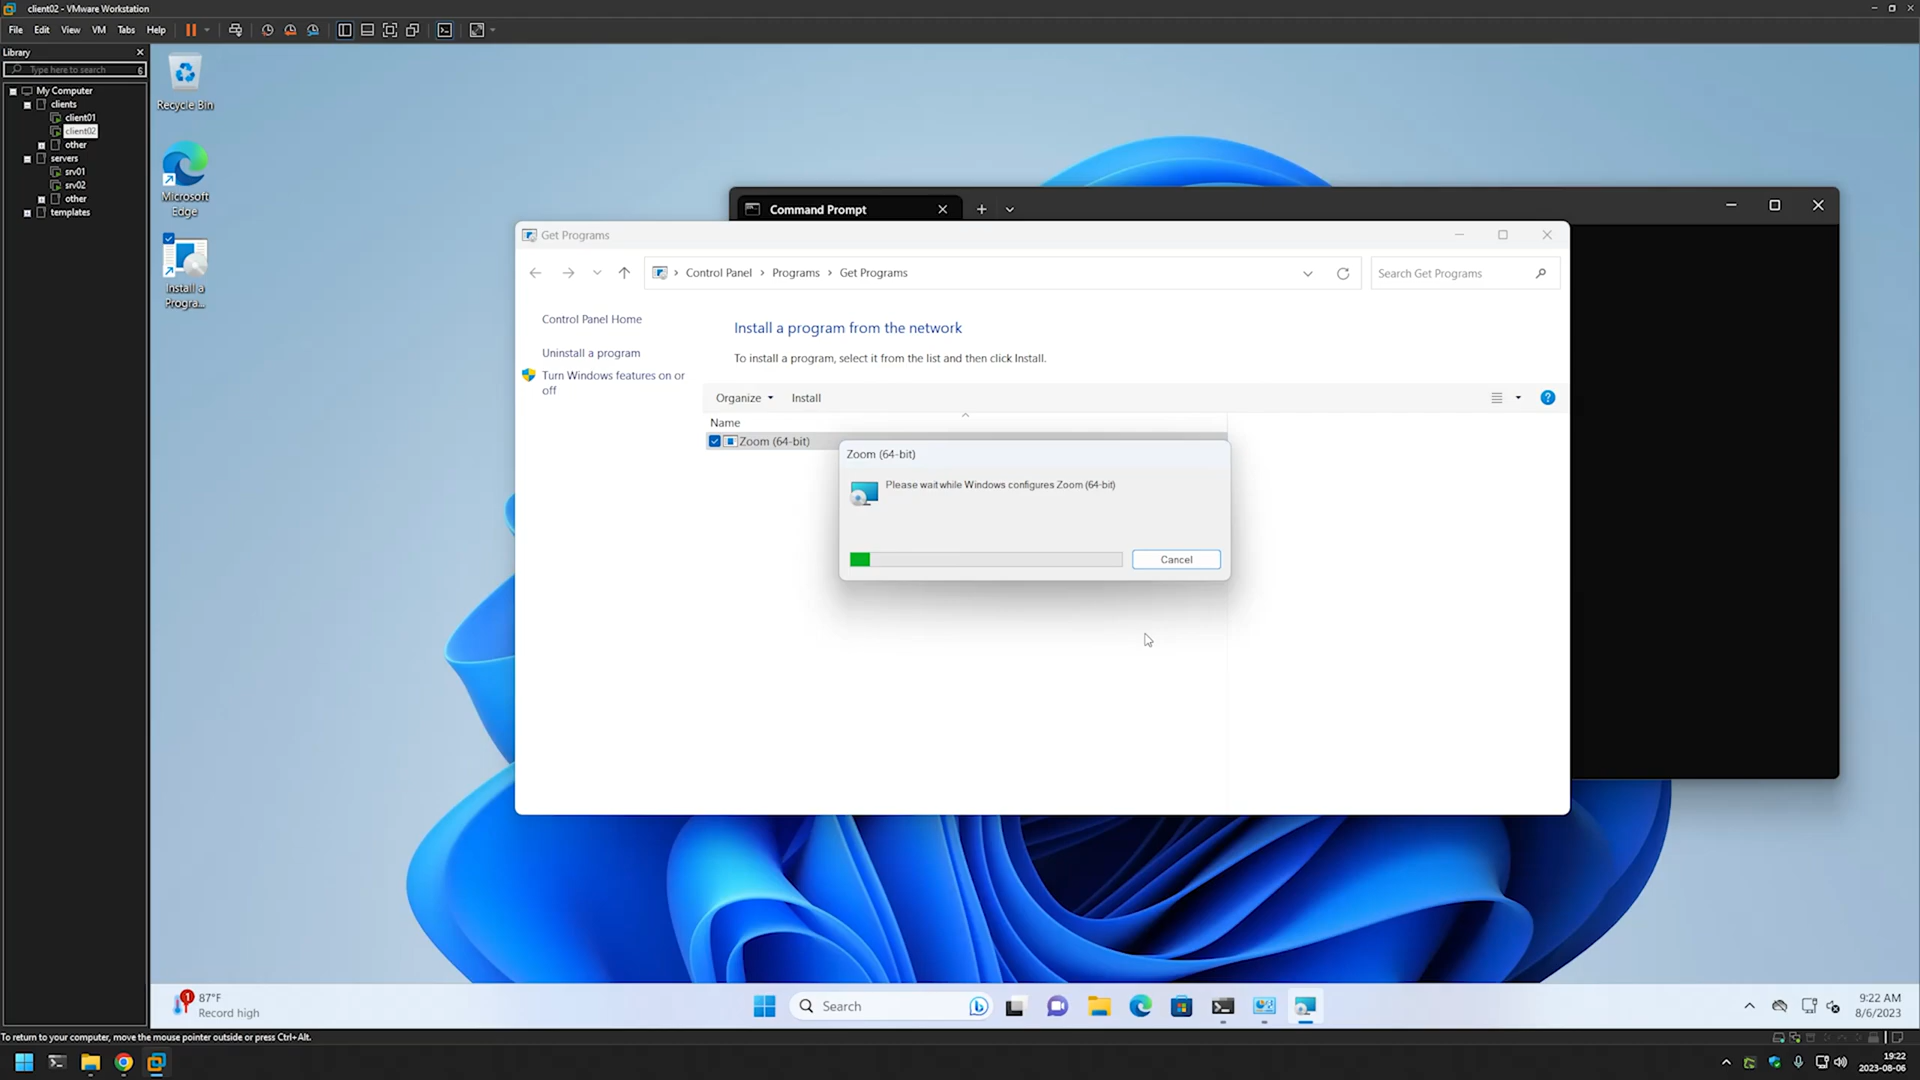 client02 - VMware Workstation
File Edit View VM Tabs Help
Library
Type here to search
My Computer
clients
client01
client02
other
servers
srv01
srv02
other
templates
Recycle Bin
Microsoft
Edge
Install a
Progra...
Command Prompt
Get Programs
Control Panel > Programs > Get Programs
Search Get Programs
Control Panel Home
Uninstall a program
Turn Windows features on or
off
Install a program from the network
To install a program, select it from the list and then click Install.
Organize Install
Name
Zoom (64-bit)
Zoom (64-bit)
Please wait while Windows configures Zoom (64-bit)
Cancel
1
87°F
Record high
Search
9:22 AM
8/6/2023
To return to your computer, move the mouse pointer outside or press Ctrl+Alt.
19:22
2023-08-06